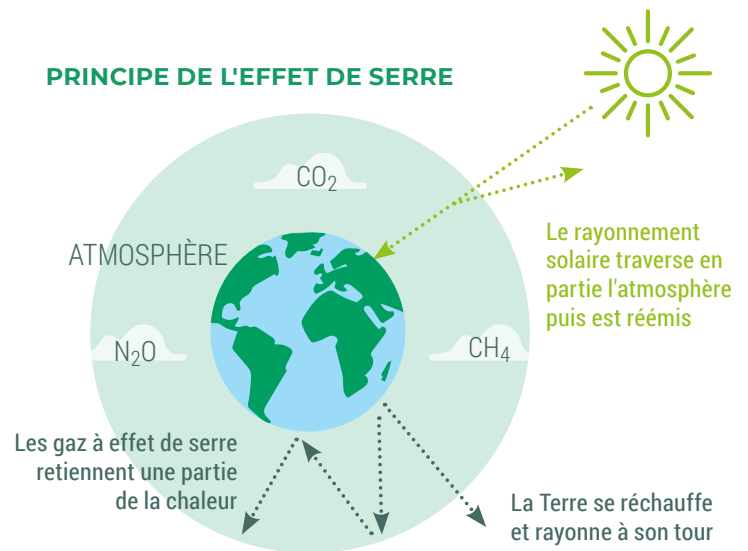 PRINCIPE DE L'EFFET DE SERRE
CO₂
ATMOSPHÈRE
Le rayonnement
solaire traverse en
partie l'atmosphère
puis est réémis
N₂O
CH₄
Les gaz à effet de serre
retiennent une partie
de la chaleur
La Terre se réchauffe
et rayonne à son tour